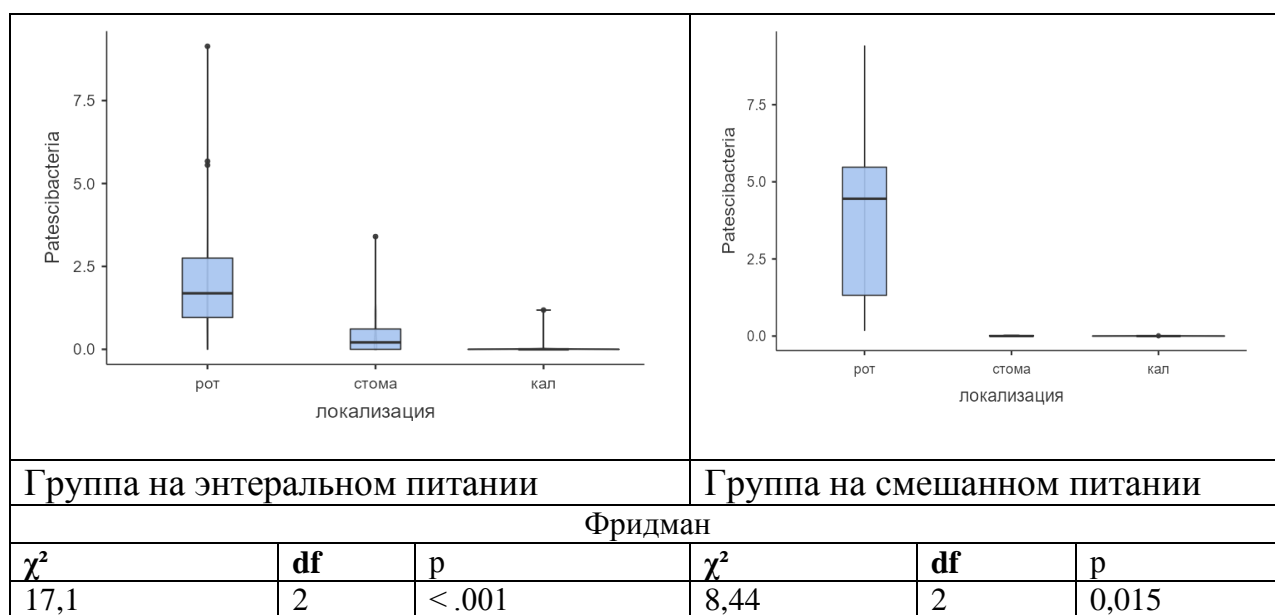 Patescibacteria
7.5
5.0
2.5
0.0
рот стома кал
локализация
Patescibacteria
7.5
5.0
2.5
0.0
рот стома кал
локализация
Группа на энтеральном питании Группа на смешанном питании
Фридман
χ² df p χ² df p
17,1 2 < .001 8,44 2 0,015